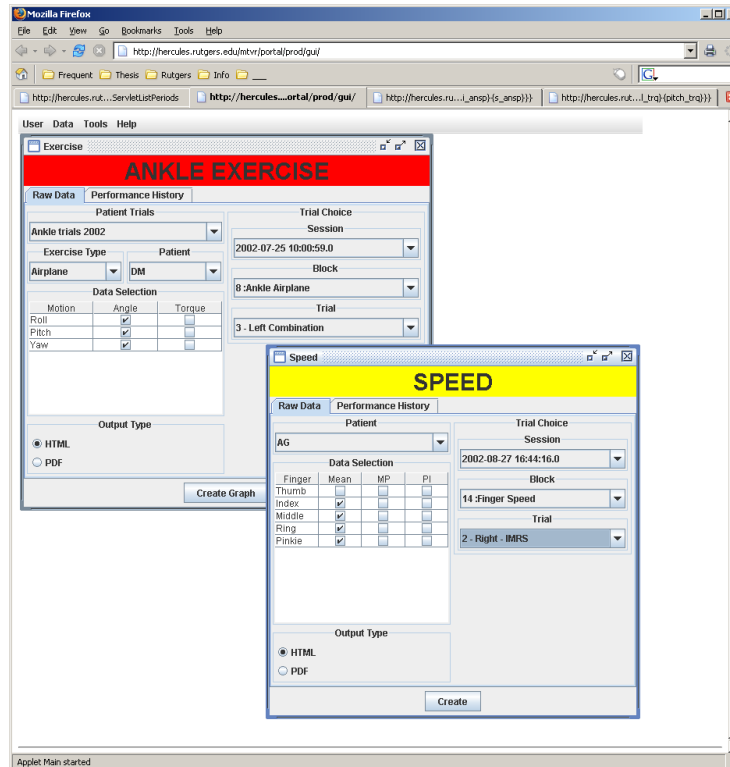 Mozilla Firefox
File Edit View Go Bookmarks Tools Help
http://hercules.rutgers.edu/mtvr/portal/prod/gui/
Frequent Thesis Rutgers Info __
G
http://hercules.rut...ServletListPeriods http://hercules....ortal/prod/gui/ http://hercules.ru...i_ansp}{s_ansp}}} http://hercules.rut...l_trq}{pitch_trq}}}
User Data Tools Help
Exercise
ANKLE EXERCISE
Raw Data Performance History
Patient Trials
Ankle trials 2002
Exercise Type Patient
Airplane DM
Data Selection
Motion Angle Torque
Roll
Pitch
Yaw
Output Type
HTML
PDF
Trial Choice
Session
2002-07-25 10:00:59.0
Block
8 :Ankle Airplane
Trial
3 - Left Combination
Create Graph
Speed
SPEED
Raw Data Performance History
Patient
AG
Data Selection
Finger Mean MP PI
Thumb
Index
Middle
Ring
Pinkie
Output Type
HTML
PDF
Trial Choice
Session
2002-08-27 16:44:16.0
Block
14 :Finger Speed
Trial
2 - Right - IMRS
Create
Applet Main started